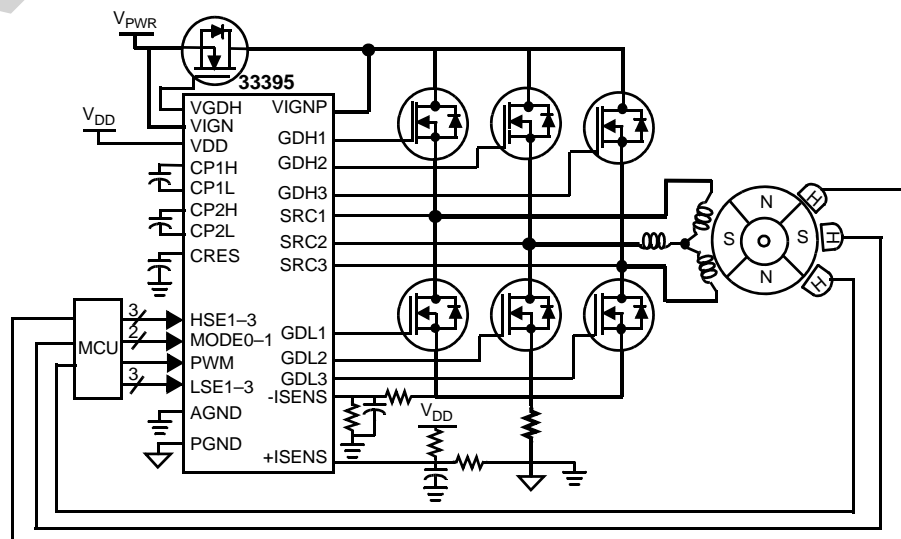 VPWR
33395
VDD
VGDH
VIGN
VDD
CP1H
CP1L
CP2H
CP2L
CRES
HSE1–3
MODE0–1
PWM
LSE1–3
AGND
PGND
VIGNP
GDH1
GDH2
GDH3
SRC1
SRC2
SRC3
GDL1
GDL2
GDL3
-ISENS
+ISENS
MCU
3
2
3
VDD
N
S
S
N
H
H
H